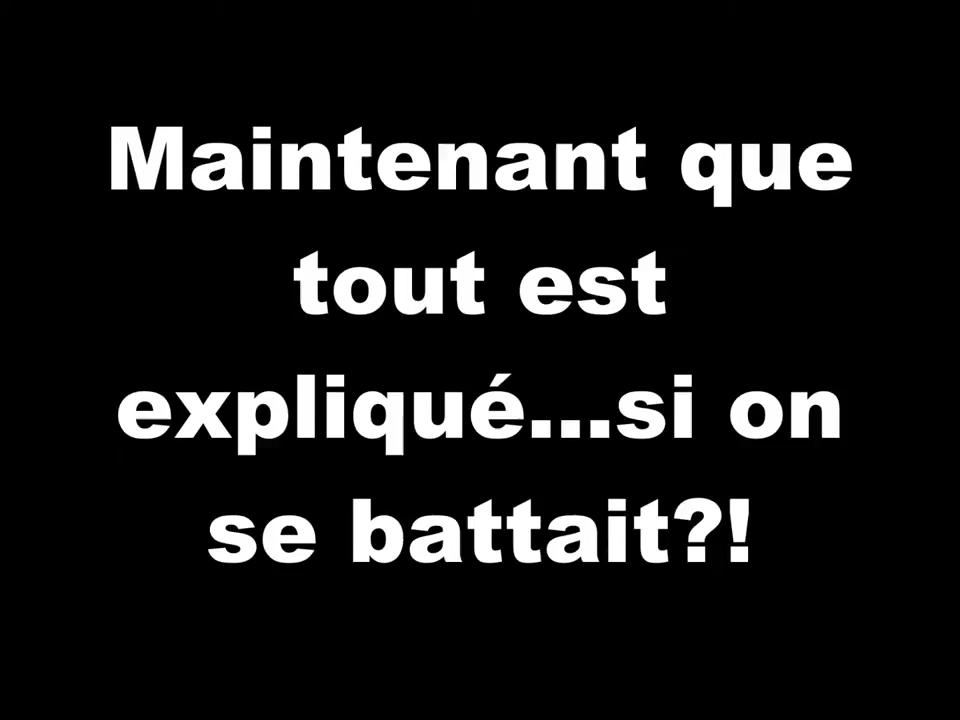 Maintenant que
tout est
expliqué...si on
se battait?!